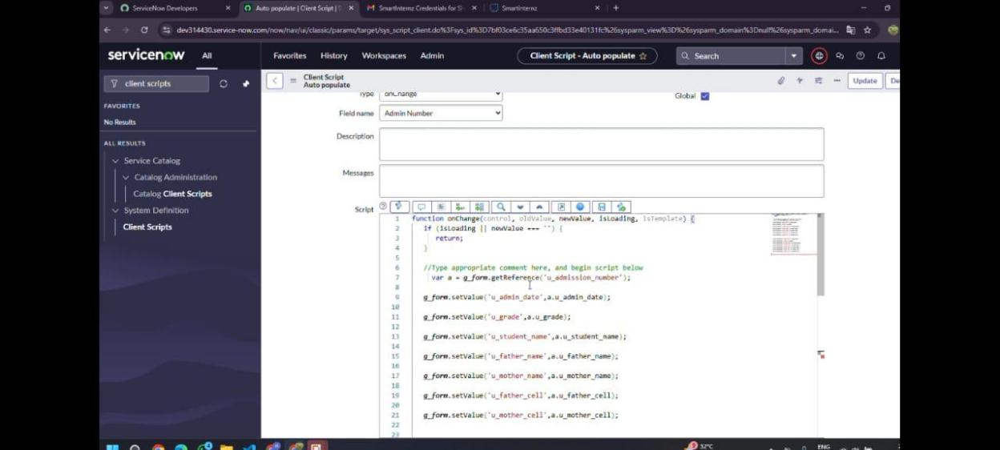 ServiceNow Developers
Auto populate | Client Script | S
SmartInternz Credentials for S
Smartinternz
dev314430.service-now.com/now/nav/ui/classic/params/target/sys_script_client.do%3Fsys_id%3D7bf03ce6c35aa650c3ffbd33e40131fc%26sysparm_view%3D%26sysparm_domain%3Dnull%26sysparm_domai...
servicenow
All
Favorites
History
Workspaces
Admin
Client Script - Auto populate
Search
client scripts
FAVORITES
No Results
ALL RESULTS
Service Catalog
Catalog Administration
Catalog Client Scripts
System Definition
Client Scripts
Client Script
Auto populate
Update
De
Type
onChange
Global
Field name
Admin Number
Description
Messages
Script
1 function onChange(control, oldValue, newValue, isLoading, isTemplate) {
2 if (isLoading || newValue === '') {
3 return;
4 }
5
6 //Type appropriate comment here, and begin script below
7 var a = g_form.getReference('u_admission_number');
8
9 g_form.setValue('u_admin_date',a.u_admin_date);
10
11 g_form.setValue('u_grade',a.u_grade);
12
13 g_form.setValue('u_student_name',a.u_student_name);
14
15 g_form.setValue('u_father_name',a.u_father_name);
16
17 g_form.setValue('u_mother_name',a.u_mother_name);
18
19 g_form.setValue('u_father_cell',a.u_father_cell);
20
21 g_form.setValue('u_mother_cell',a.u_mother_cell);
22
23
32°C
ENG